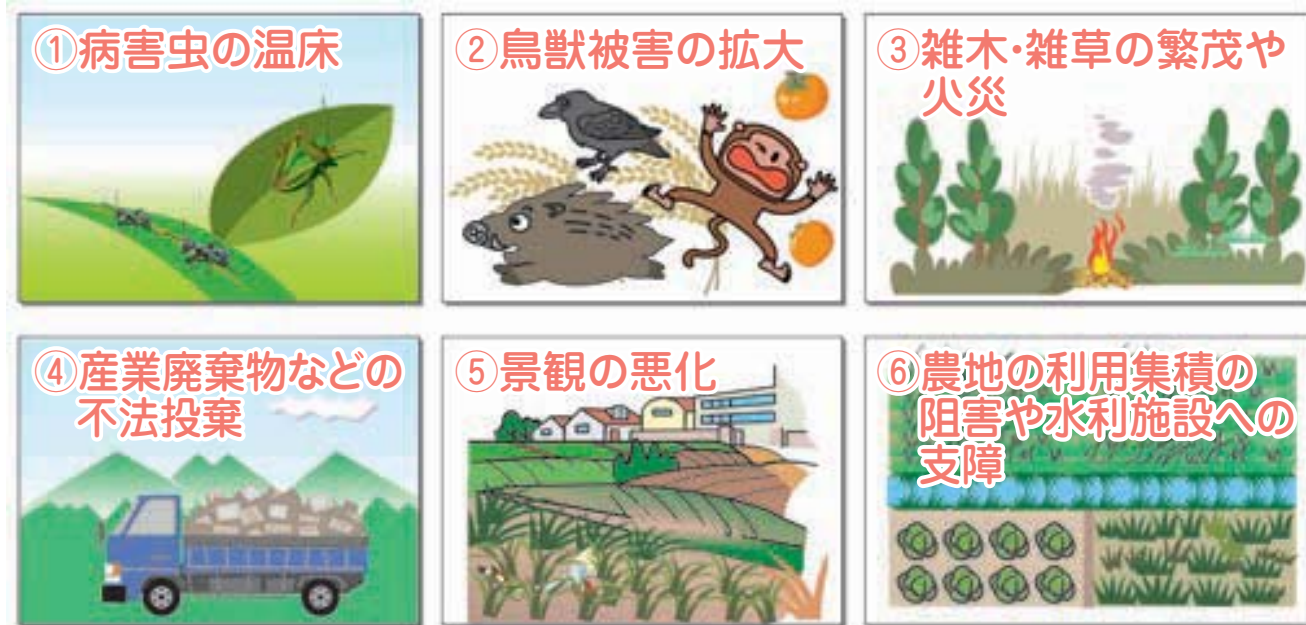 ①病害虫の温床
②鳥獣被害の拡大
③雑木・雑草の繁茂や
火災
④産業廃棄物などの
不法投棄
⑤景観の悪化
⑥農地の利用集積の
阻害や水利施設への
支障